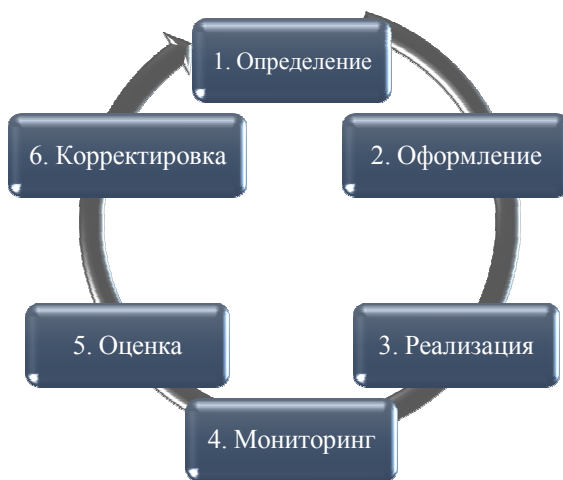 1. Определение
2. Оформление
3. Реализация
4. Мониторинг
5. Оценка
6. Корректировка